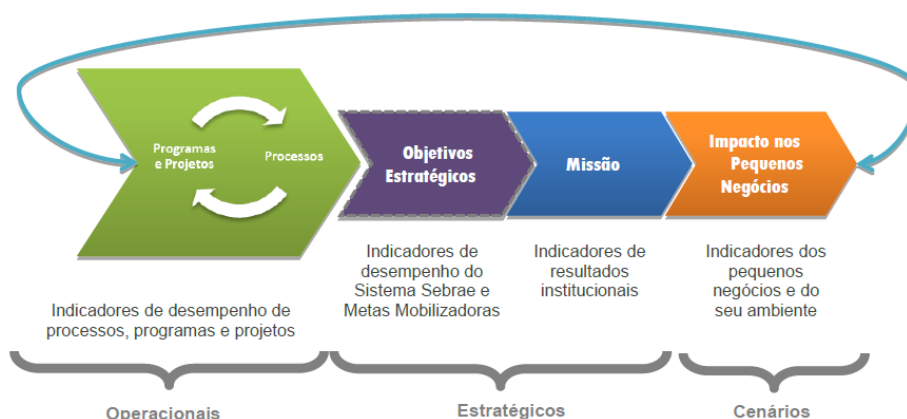 Programas
e Projetos
Processos
Objetivos
Estratégicos
Missão
Impacto nos
Pequenos
Negócios
Indicadores de desempenho de
processos, programas e projetos
Indicadores de
desempenho do
Sistema Sebrae e
Metas Mobilizadoras
Indicadores de
resultados
institucionais
Indicadores dos
pequenos
negócios e do
seu ambiente
Operacionais
Estratégicos
Cenários